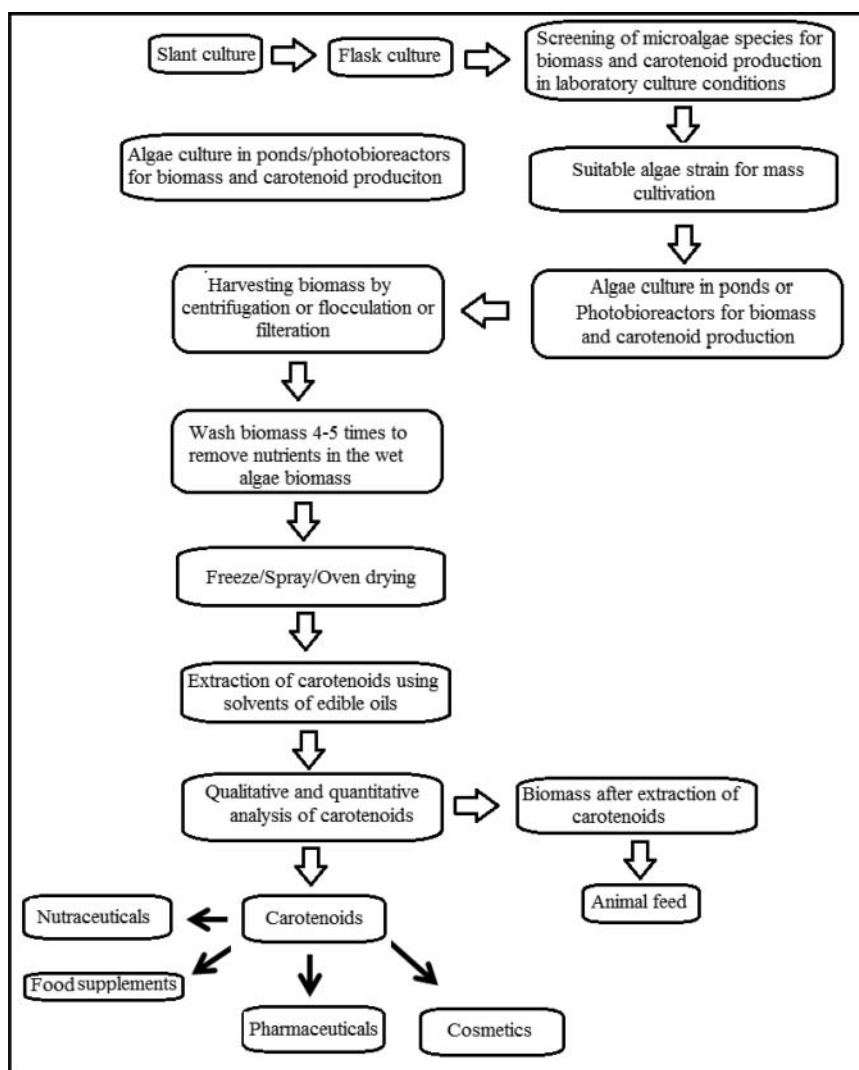 Slant culture
Flask culture
Screening of microalgae species for
biomass and carotenoid production
in laboratory culture conditions
Algae culture in ponds/photobioreactors
for biomass and carotenoid produciton
Suitable algae strain for mass
cultivation
Algae culture in ponds or
Photobioreactors for biomass
and carotenoid production
Harvesting biomass by
centrifugation or flocculation or
filteration
Wash biomass 4-5 times to
remove nutrients in the wet
algae biomass
Freeze/Spray/Oven drying
Extraction of carotenoids using
solvents of edible oils
Qualitative and quantitative
analysis of carotenoids
Biomass after extraction of
carotenoids
Animal feed
Carotenoids
Nutraceuticals
Food supplements
Pharmaceuticals
Cosmetics